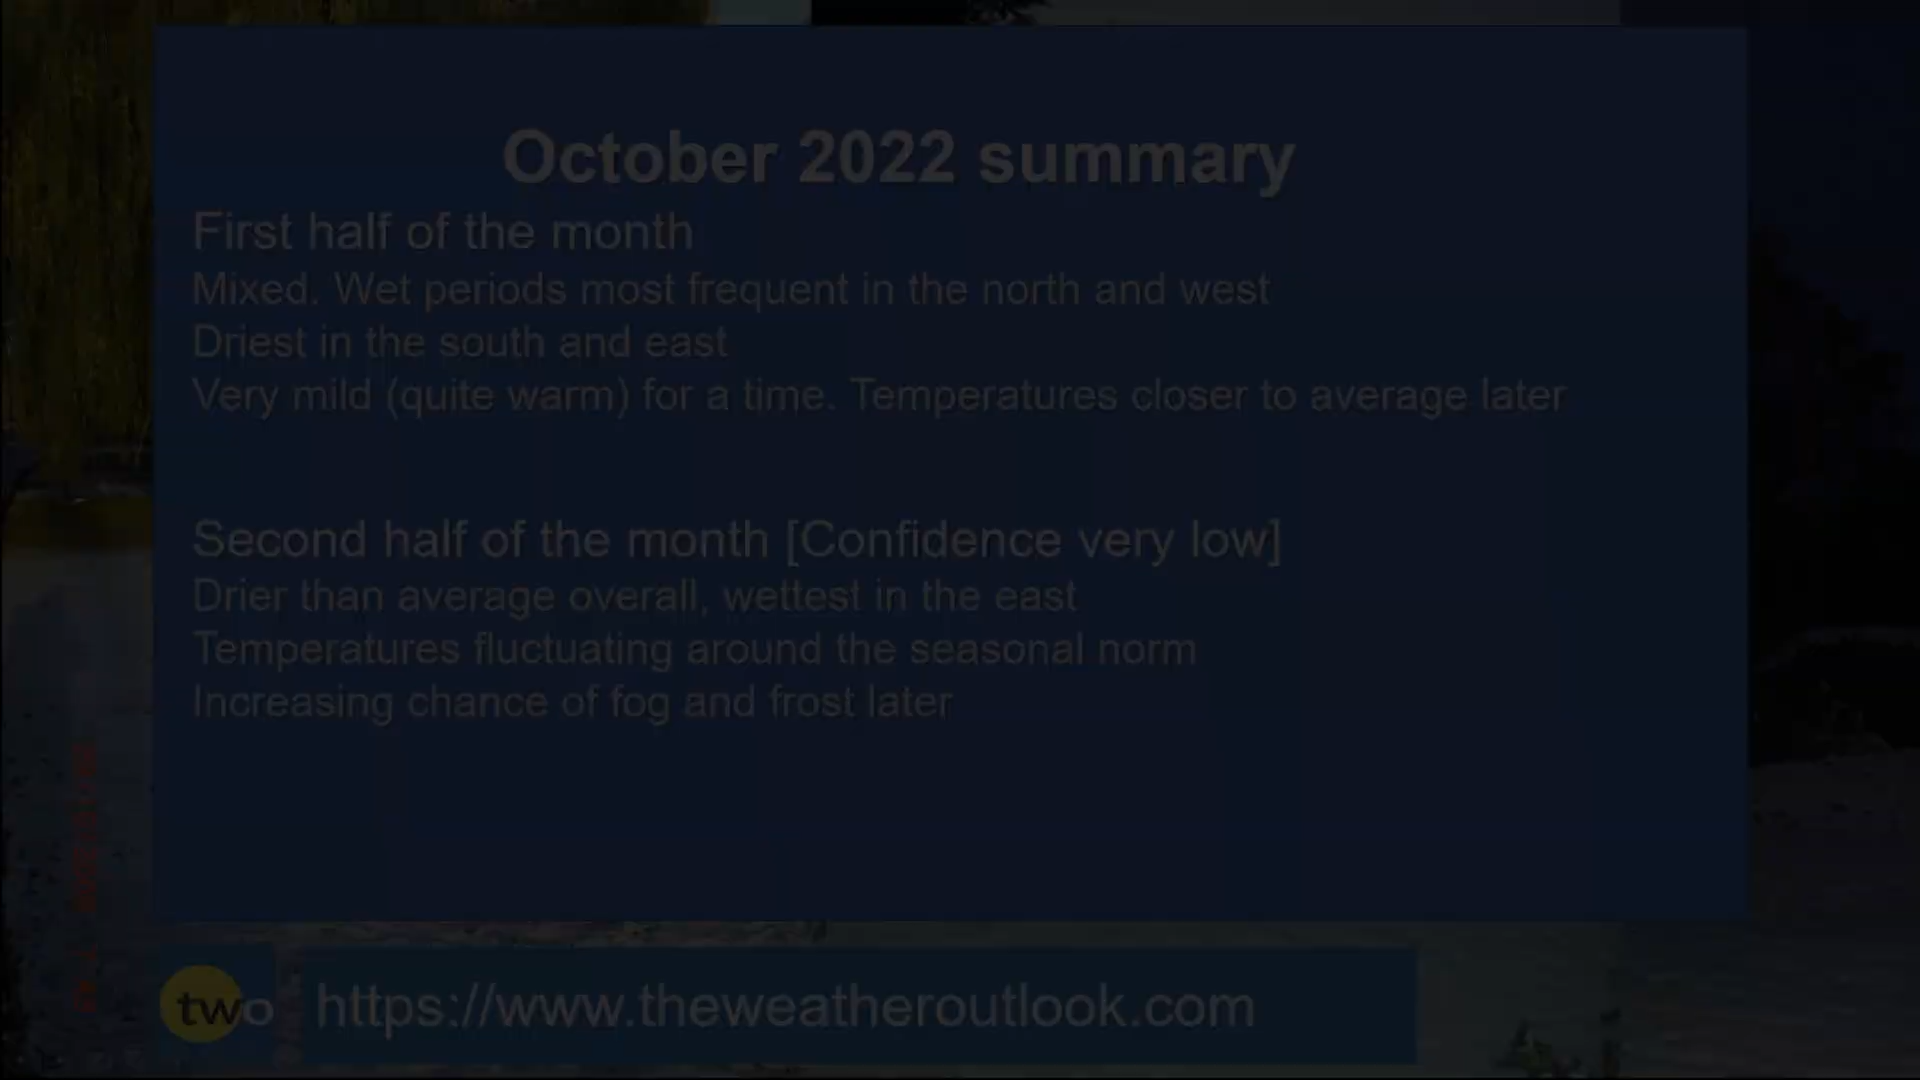 October 2022 summary
First half of the month
Mixed. Wet periods most frequent in the north and west
Driest in the south and east
Very mild (quite warm) for a time. Temperatures closer to average later
Second half of the month [Confidence very low]
Drier than average overall, wettest in the east
Temperatures fluctuating around the seasonal norm
Increasing chance of fog and frost later
two
https://www.theweatheroutlook.com